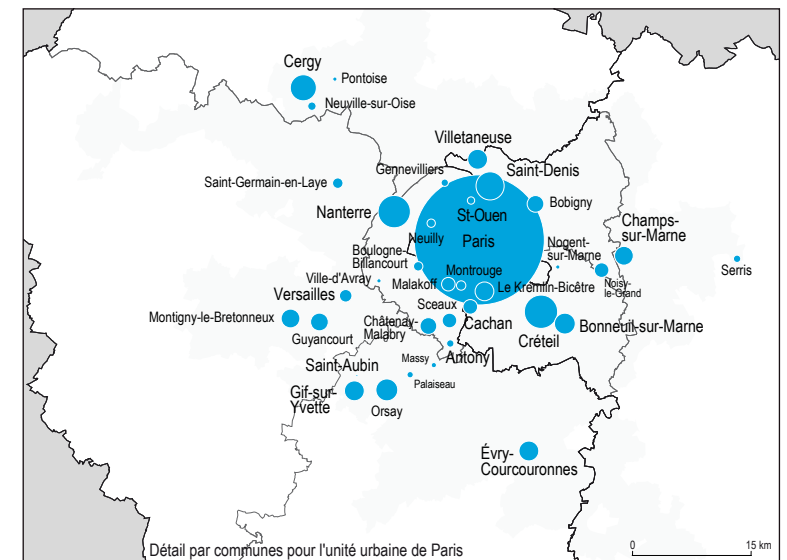 Cergy
Pontoise
Neuville-sur-Oise
Villetaneuse
Gennevilliers
Saint-Denis
Saint-Germain-en-Laye
Nanterre
St-Ouen
Bobigny
Neuilly
Paris
Champs-
sur-Marne
Boulogne-
Billancourt
Nogent-
sur-Marne
Serris
Ville-d'Avray
Malakoff
Montrouge
Le Kremlin-Bicêtre
Noisy-
le-Grand
Versailles
Sceaux
Montigny-le-Bretonneux
Guyancourt
Châtenay-
Malabry
Cachan
Créteil
Bonneuil-sur-Marne
Saint-Aubin
Massy
Antony
Palaiseau
Gif-sur-
Yvette
Orsay
Évry-
Courcouronnes
Détail par communes pour l'unité urbaine de Paris
0 15 km